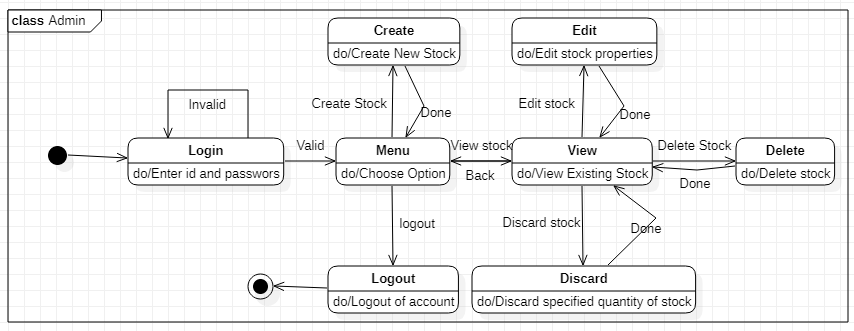 class Admin
Create
do/Create New Stock
Edit
do/Edit stock properties
Invalid
Create Stock
Done
Edit stock
Done
Login
do/Enter id and passwors
Valid
Menu
do/Choose Option
View stock
Back
View
do/View Existing Stock
Delete Stock
Done
Delete
do/Delete stock
logout
Discard stock
Done
Logout
do/Logout of account
Discard
do/Discard specified quantity of stock